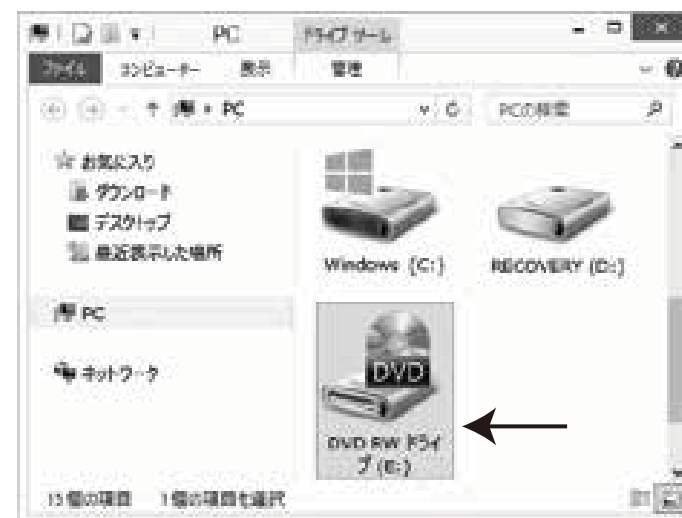 PC ドライブ ツール
ファイル コンピューター 表示 管理
PC PCの検索
お気に入り
ダウンロード
デスクトップ
最近表示した場所
PC
ネットワーク
Windows (C:) RECOVERY (D:)
DVD
DVD RW ドライ
ブ (E:)
個の項目 1個の項目を選択